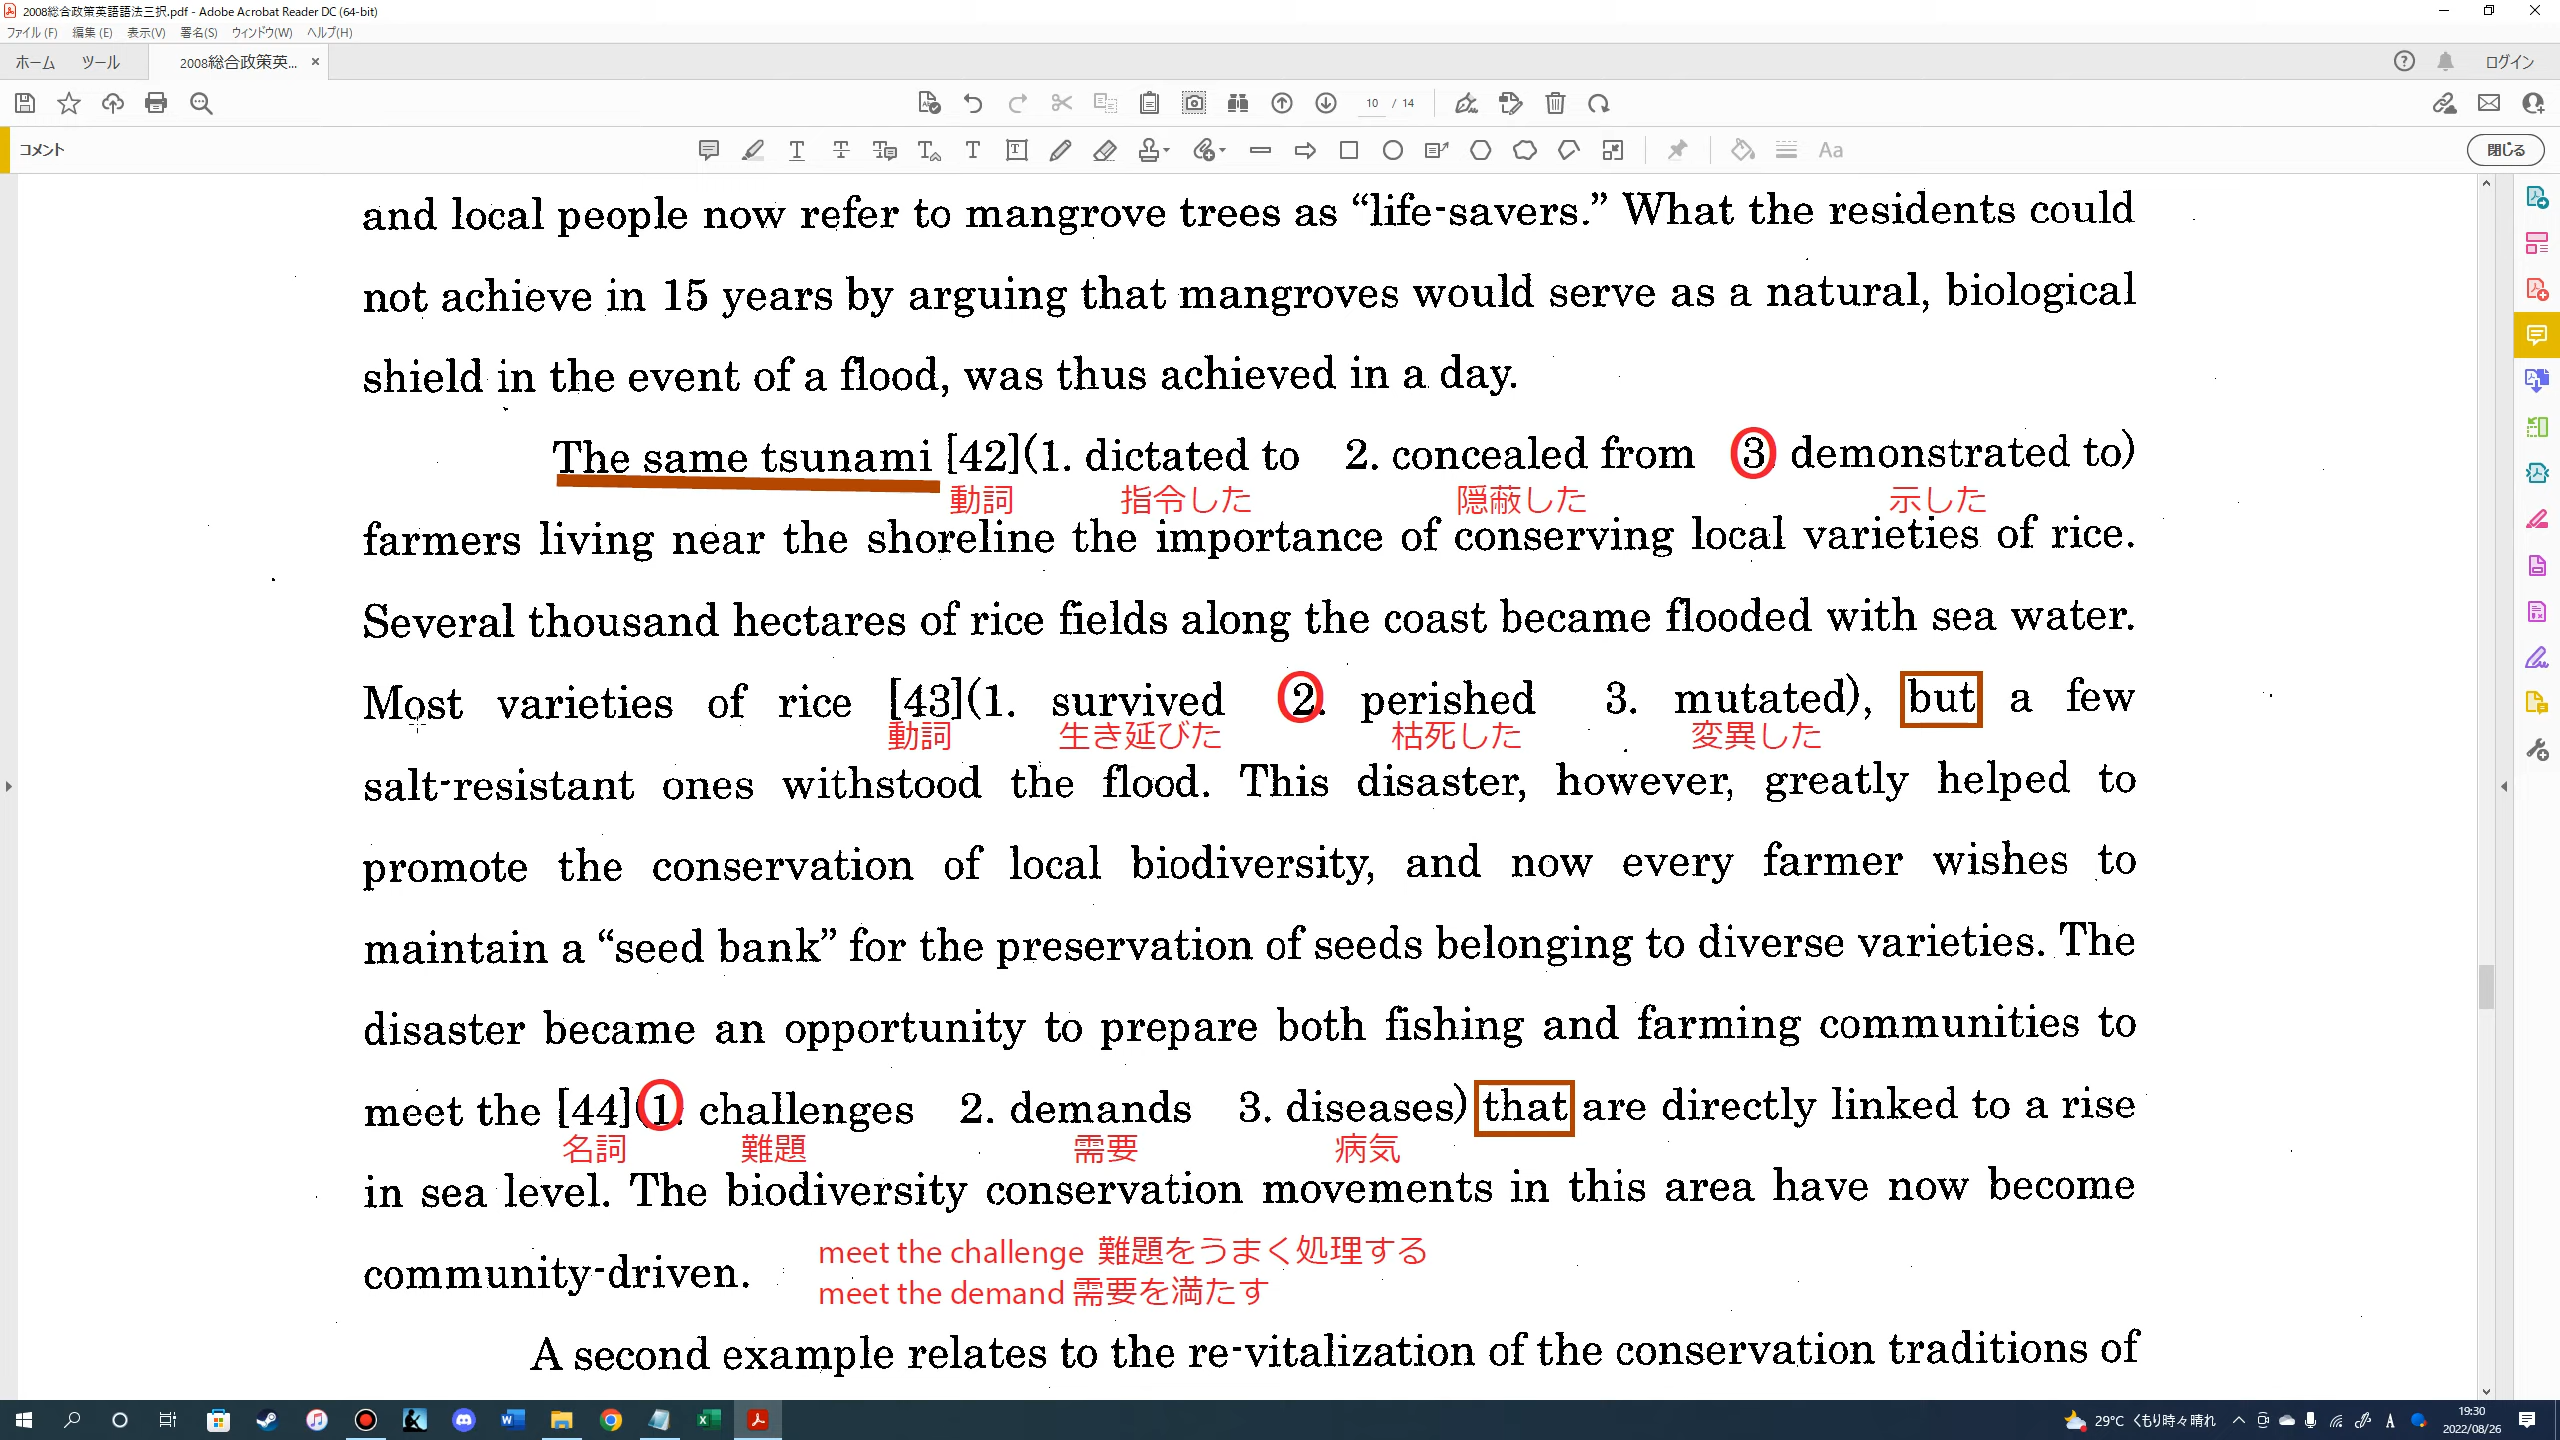 2008総合政策英語語法三択.pdf - Adobe Acrobat Reader DC (64-bit)
ファイル(F) 編集(E) 表示(V) 署名(S) ウィンドウ(W) ヘルプ(H)
ホーム ツール 2008総合政策英... × ログイン
10 / 14
コメント 閉じる
and local people now refer to mangrove trees as “life-savers.” What the residents could
not achieve in 15 years by arguing that mangroves would serve as a natural, biological
shield in the event of a flood, was thus achieved in a day.
The same tsunami [42](1. dictated to 2. concealed from 3 demonstrated to)
動詞 指令した 隠蔽した 示した
farmers living near the shoreline the importance of conserving local varieties of rice.
Several thousand hectares of rice fields along the coast became flooded with sea water.
Most varieties of rice [43](1. survived 2. perished 3. mutated), but a few
動詞 生き延びた 枯死した 変異した
salt-resistant ones withstood the flood. This disaster, however, greatly helped to
promote the conservation of local biodiversity, and now every farmer wishes to
maintain a “seed bank” for the preservation of seeds belonging to diverse varieties. The
disaster became an opportunity to prepare both fishing and farming communities to
meet the [44](1. challenges 2. demands 3. diseases) that are directly linked to a rise
名詞 難題 需要 病気
in sea level. The biodiversity conservation movements in this area have now become
community-driven.
meet the challenge 難題をうまく処理する
meet the demand 需要を満たす
A second example relates to the re-vitalization of the conservation traditions of
29°C くもり時々晴れ
19:30
2022/08/26